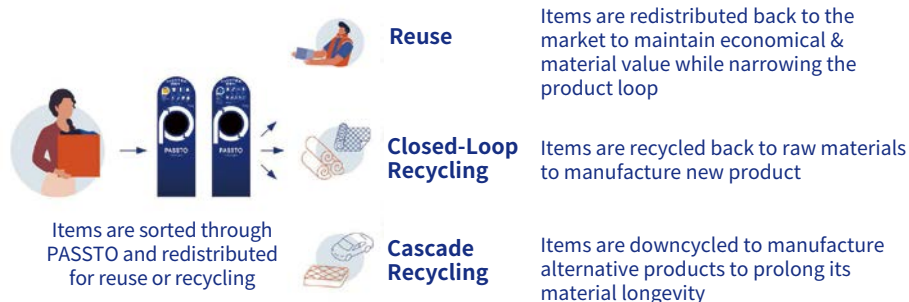 Reuse
Items are redistributed back to the
market to maintain economical &
material value while narrowing the
product loop
PASSTO
PASSTO
Closed-Loop
Recycling
Items are recycled back to raw materials
to manufacture new product
Items are sorted through
PASSTO and redistributed
for reuse or recycling
Cascade
Recycling
Items are downcycled to manufacture
alternative products to prolong its
material longevity